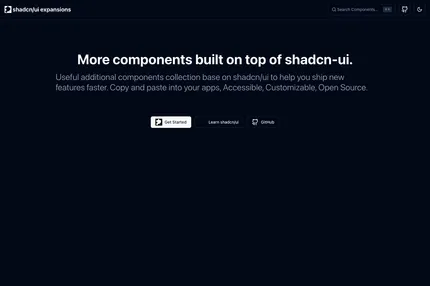 shadcn/ui expansions
Search Components...
More components built on top of shadcn-ui.
Useful additional components collection base on shadcn/ui to help you ship new
features faster. Copy and paste into your apps, Accessible, Customizable, Open Source.
Get Started
Learn shadcn/ui
GitHub